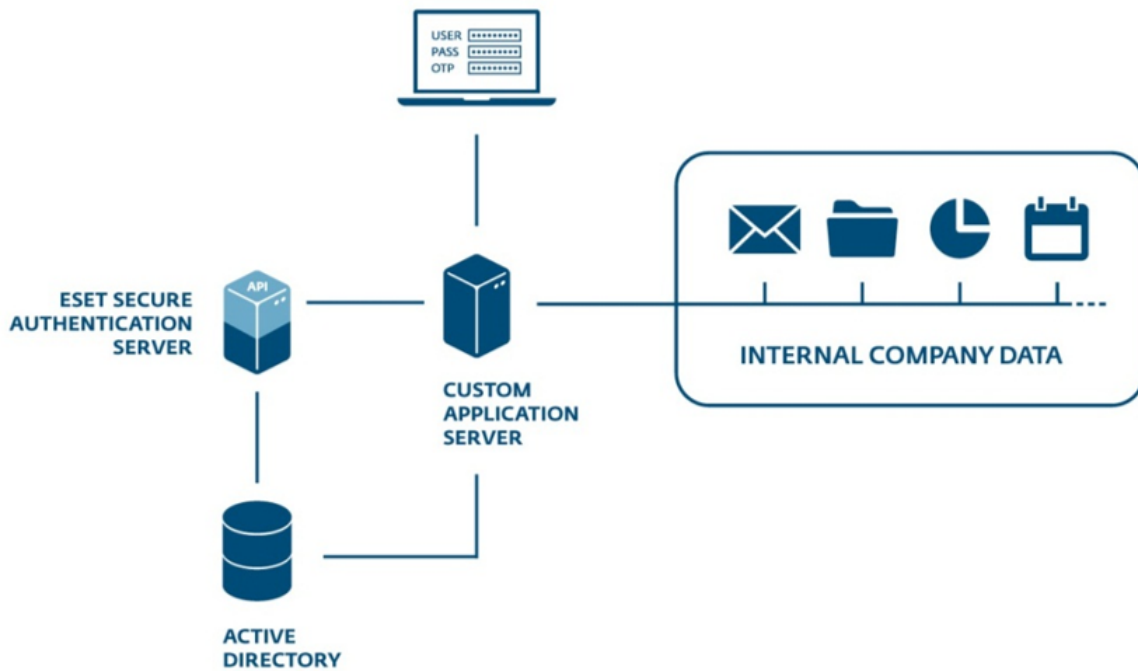 USER
PASS
OTP
API
ESET SECURE
AUTHENTICATION
SERVER
CUSTOM
APPLICATION
SERVER
INTERNAL COMPANY DATA
ACTIVE
DIRECTORY